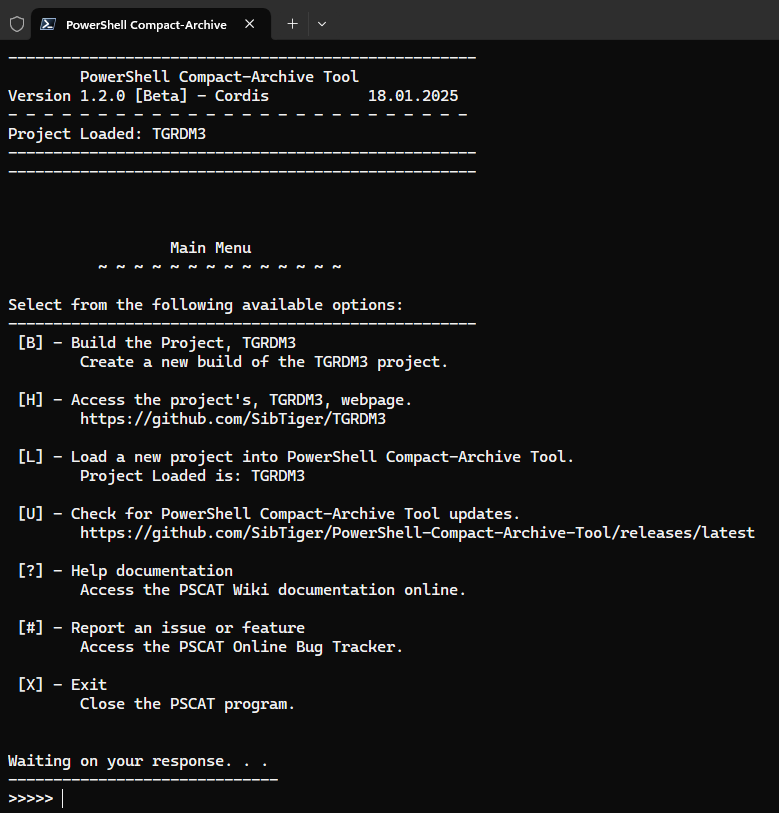 PowerShell Compact-Archive
PowerShell Compact-Archive Tool
Version 1.2.0 [Beta] - Cordis 18.01.2025
Project Loaded: TGRDM3
Main Menu
~ ~ ~ ~ ~ ~ ~ ~ ~ ~ ~ ~ ~ ~
Select from the following available options:
[B] - Build the Project, TGRDM3
Create a new build of the TGRDM3 project.
[H] - Access the project's, TGRDM3, webpage.
https://github.com/SibTiger/TGRDM3
[L] - Load a new project into PowerShell Compact-Archive Tool.
Project Loaded is: TGRDM3
[U] - Check for PowerShell Compact-Archive Tool updates.
https://github.com/SibTiger/PowerShell-Compact-Archive-Tool/releases/latest
[?] - Help documentation
Access the PSCAT Wiki documentation online.
[#] - Report an issue or feature
Access the PSCAT Online Bug Tracker.
[X] - Exit
Close the PSCAT program.
Waiting on your response. . .
>>>>>